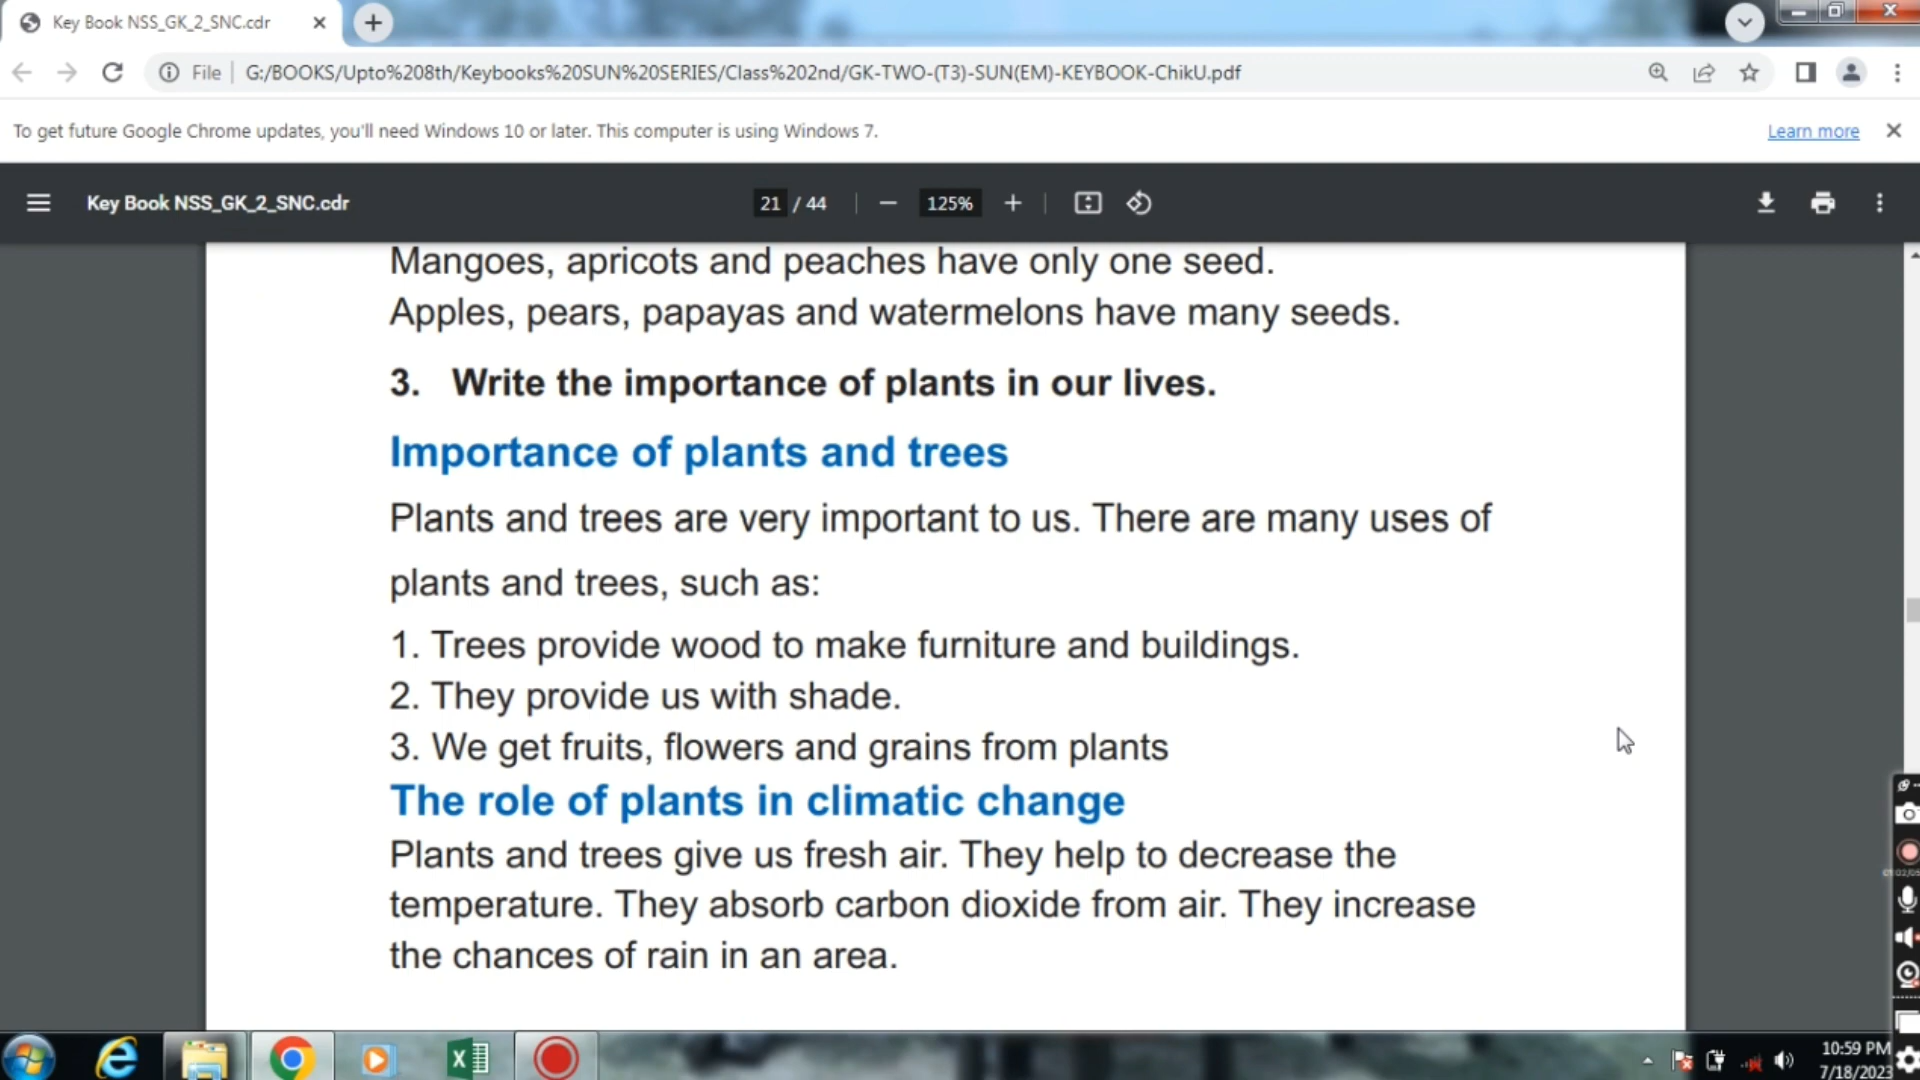 Key Book NSS_GK_2_SNC.cdr
File G:/BOOKS/Upto%208th/Keybooks%20SUN%20SERIES/Class%202nd/GK-TWO-(T3)-SUN(EM)-KEYBOOK-ChikU.pdf
To get future Google Chrome updates, you'll need Windows 10 or later. This computer is using Windows 7. Learn more
Key Book NSS_GK_2_SNC.cdr 21 / 44 125%
Mangoes, apricots and peaches have only one seed.
Apples, pears, papayas and watermelons have many seeds.
3. Write the importance of plants in our lives.
Importance of plants and trees
Plants and trees are very important to us. There are many uses of
plants and trees, such as:
1. Trees provide wood to make furniture and buildings.
2. They provide us with shade.
3. We get fruits, flowers and grains from plants
The role of plants in climatic change
Plants and trees give us fresh air. They help to decrease the
temperature. They absorb carbon dioxide from air. They increase
the chances of rain in an area.
10:59 PM
7/18/2023